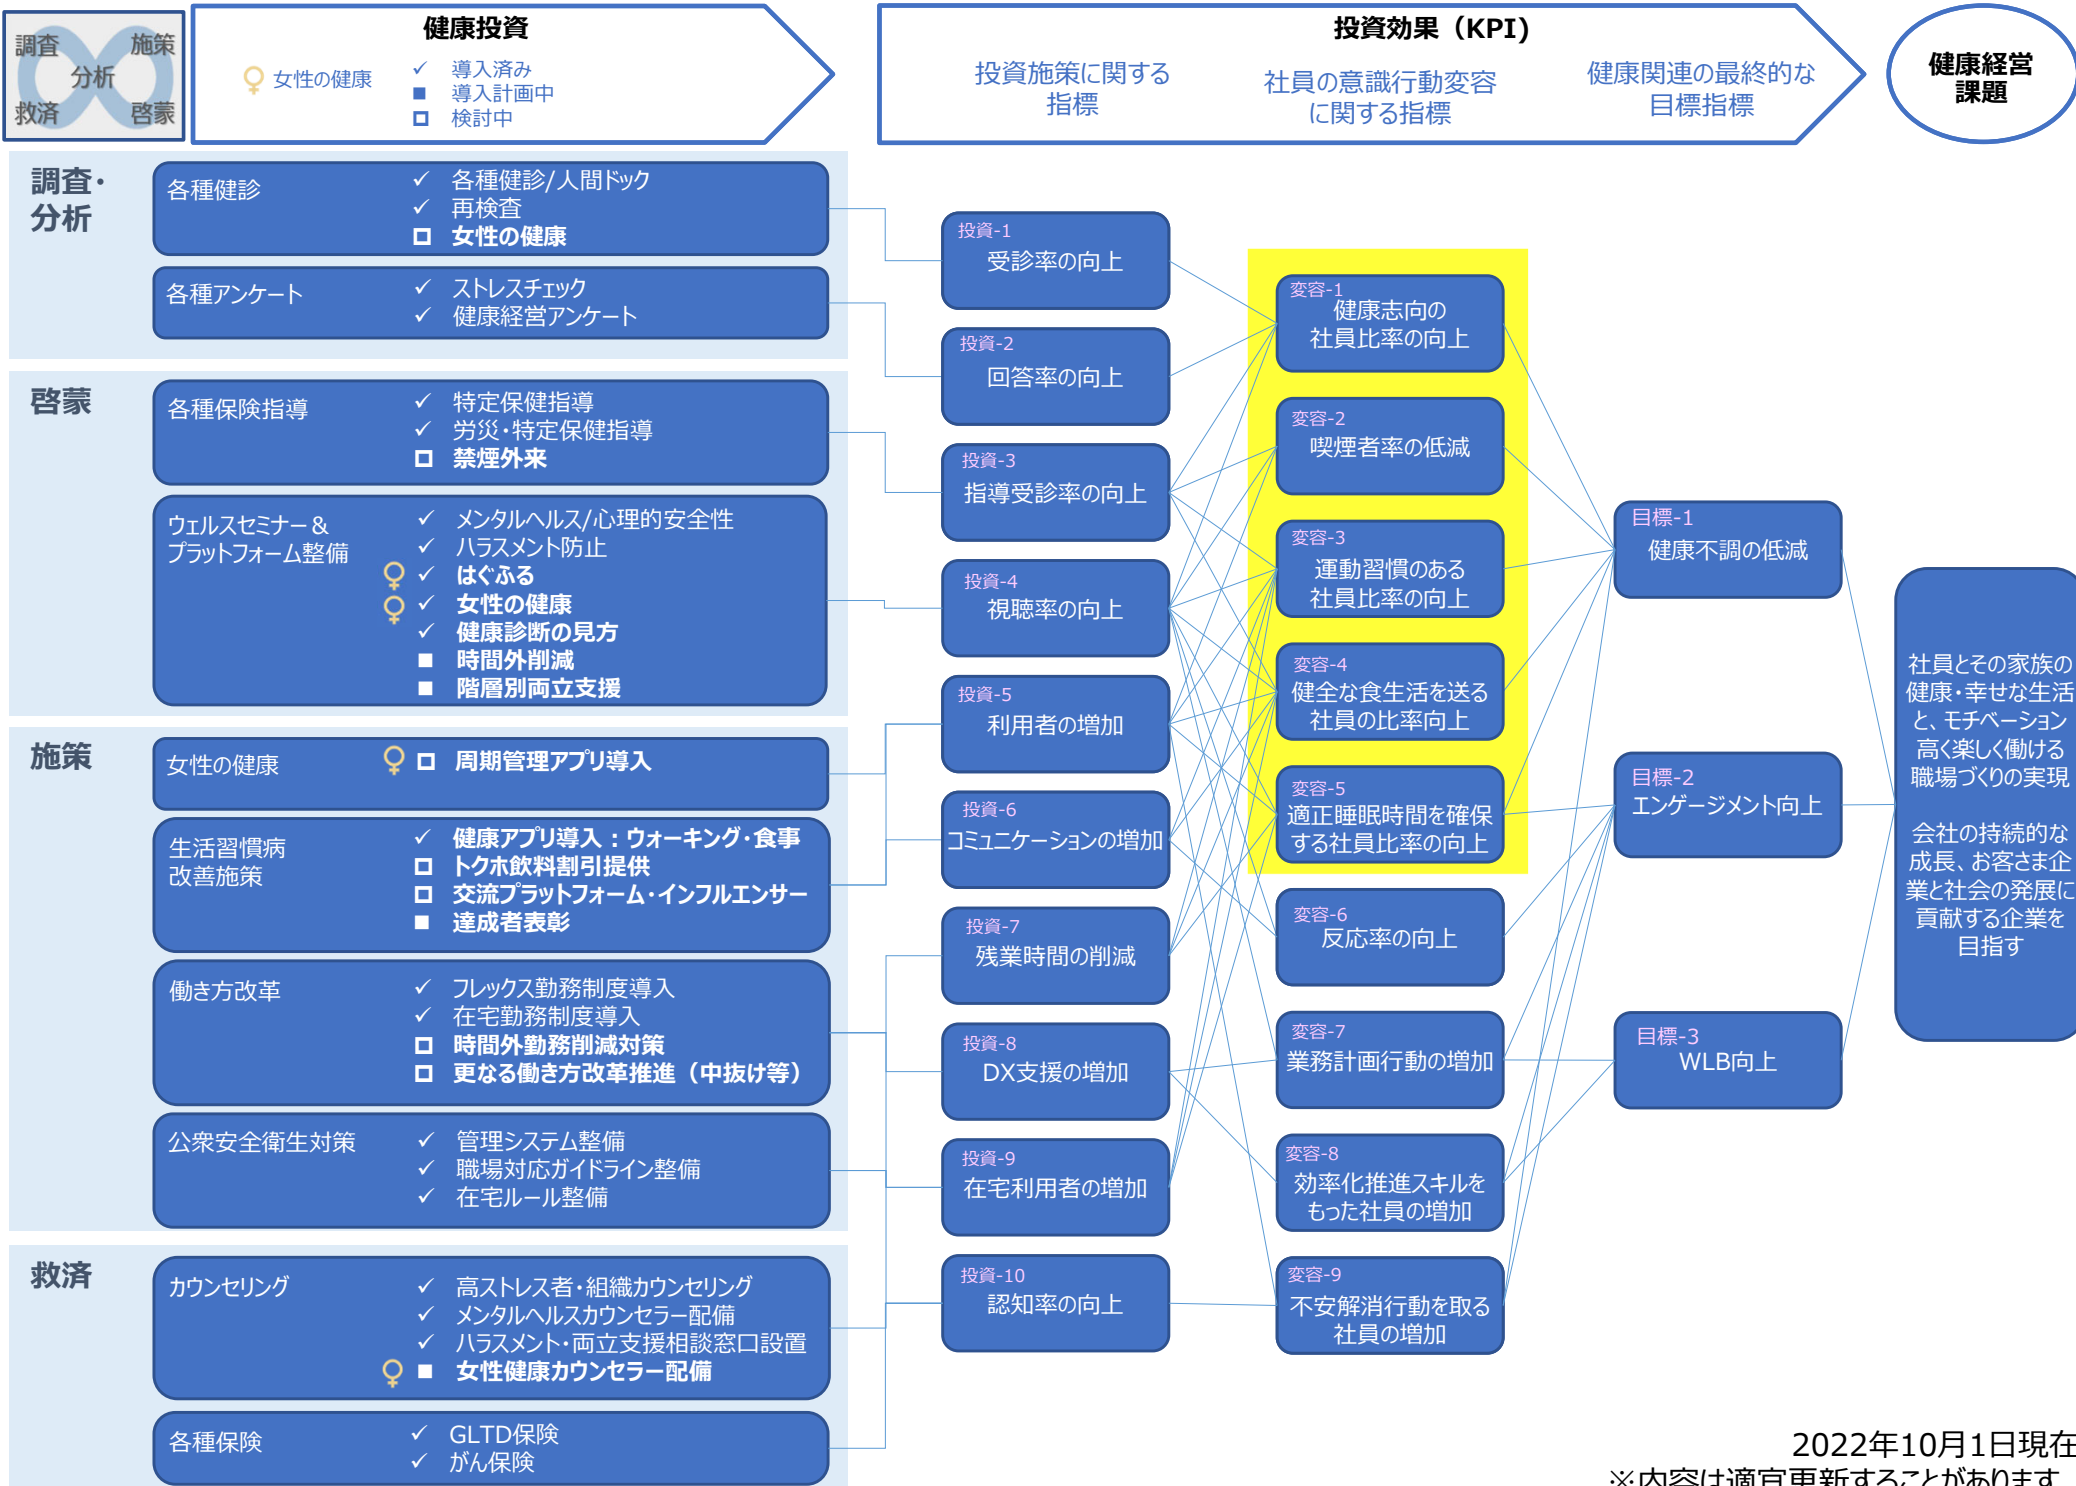 調査
施策
分析
救済
啓蒙
健康投資
女性の健康
✓ 導入済み
■ 導入計画中
□ 検討中
投資効果（KPI）
投資施策に関する
指標
社員の意識行動変容
に関する指標
健康関連の最終的な
目標指標
健康経営
課題
調査・
分析
各種健診
✓ 各種健診/人間ドック
✓ 再検査
□ 女性の健康
各種アンケート
✓ ストレスチェック
✓ 健康経営アンケート
啓蒙
各種保険指導
✓ 特定保健指導
✓ 労災・特定保健指導
□ 禁煙外来
ウェルスセミナー＆
プラットフォーム整備
✓ メンタルヘルス/心理的安全性
✓ ハラスメント防止
✓ はぐふる
✓ 女性の健康
✓ 健康診断の見方
■ 時間外削減
■ 階層別両立支援
施策
女性の健康
□ 周期管理アプリ導入
生活習慣病
改善施策
✓ 健康アプリ導入：ウォーキング・食事
□ トクホ飲料割引提供
□ 交流プラットフォーム・インフルエンサー
■ 達成者表彰
働き方改革
✓ フレックス勤務制度導入
✓ 在宅勤務制度導入
□ 時間外勤務削減対策
□ 更なる働き方改革推進（中抜け等）
公衆安全衛生対策
✓ 管理システム整備
✓ 職場対応ガイドライン整備
✓ 在宅ルール整備
救済
カウンセリング
✓ 高ストレス者・組織カウンセリング
✓ メンタルヘルスカウンセラー配備
✓ ハラスメント・両立支援相談窓口設置
■ 女性健康カウンセラー配備
各種保険
✓ GLTD保険
✓ がん保険
投資-1
受診率の向上
投資-2
回答率の向上
投資-3
指導受診率の向上
投資-4
視聴率の向上
投資-5
利用者の増加
投資-6
コミュニケーションの増加
投資-7
残業時間の削減
投資-8
DX支援の増加
投資-9
在宅利用者の増加
投資-10
認知率の向上
変容-1
健康志向の
社員比率の向上
変容-2
喫煙者率の低減
変容-3
運動習慣のある
社員比率の向上
変容-4
健全な食生活を送る
社員の比率向上
変容-5
適正睡眠時間を確保
する社員比率の向上
変容-6
反応率の向上
変容-7
業務計画行動の増加
変容-8
効率化推進スキルを
もった社員の増加
変容-9
不安解消行動を取る
社員の増加
目標-1
健康不調の低減
目標-2
エンゲージメント向上
目標-3
WLB向上
社員とその家族の
健康・幸せな生活
と、モチベーション
高く楽しく働ける
職場づくりの実現
会社の持続的な
成長、お客さま企
業と社会の発展に
貢献する企業を
目指す
2022年10月1日現在
※内容は適宜更新することがあります